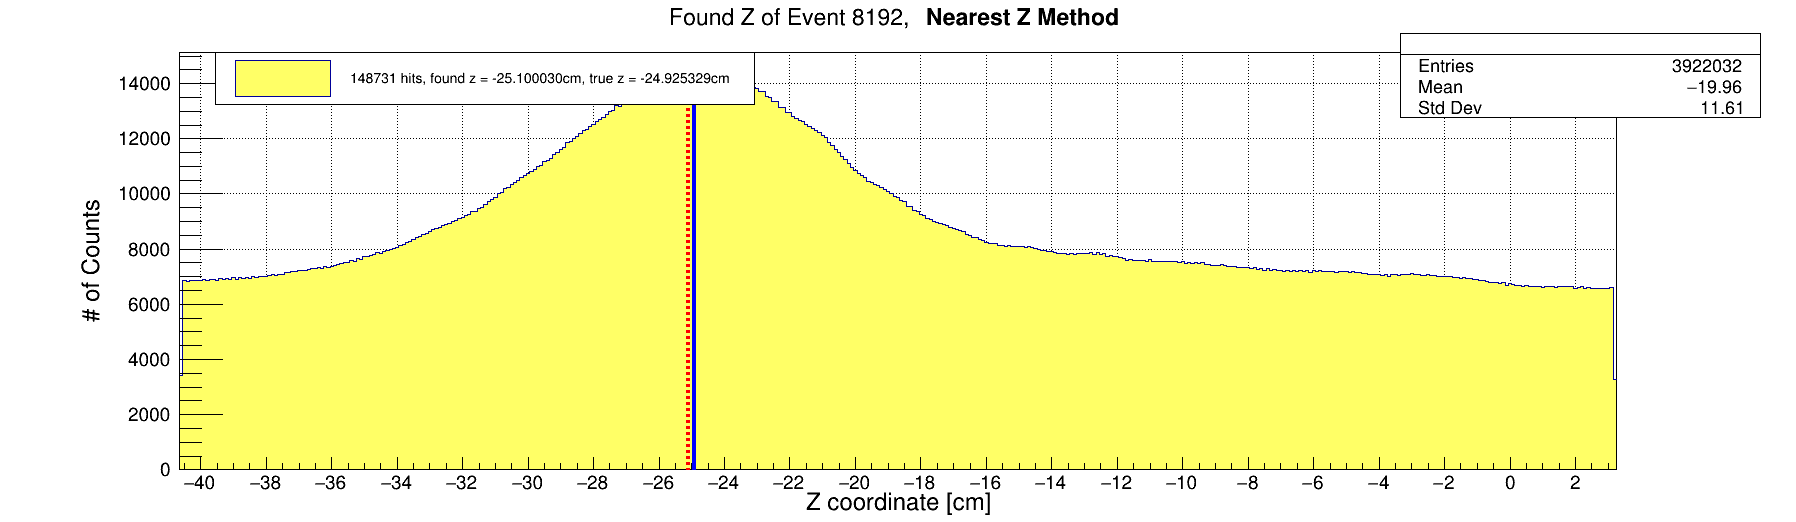 Found Z of Event 8192, Nearest Z Method
148731 hits, found z = -25.100030cm, true z = -24.925329cm
Entries 3922032
Mean −19.96
Std Dev 11.61
# of Counts
14000
12000
10000
8000
6000
4000
2000
0
−40 −38 −36 −34 −32 −30 −28 −26 −24 −22 −20 −18 −16 −14 −12 −10 −8 −6 −4 −2 0 2
Z coordinate [cm]